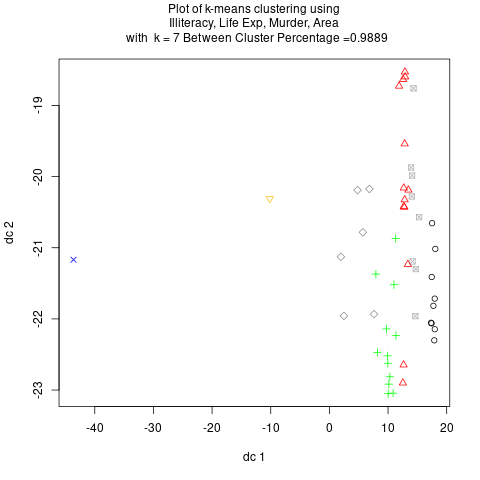 Plot of k-means clustering using
Illiteracy, Life Exp, Murder, Area
with k = 7 Between Cluster Percentage =0.9889
-19
-20
-21
-22
-23
dc 2
-40
-30
-20
-10
0
10
20
dc 1